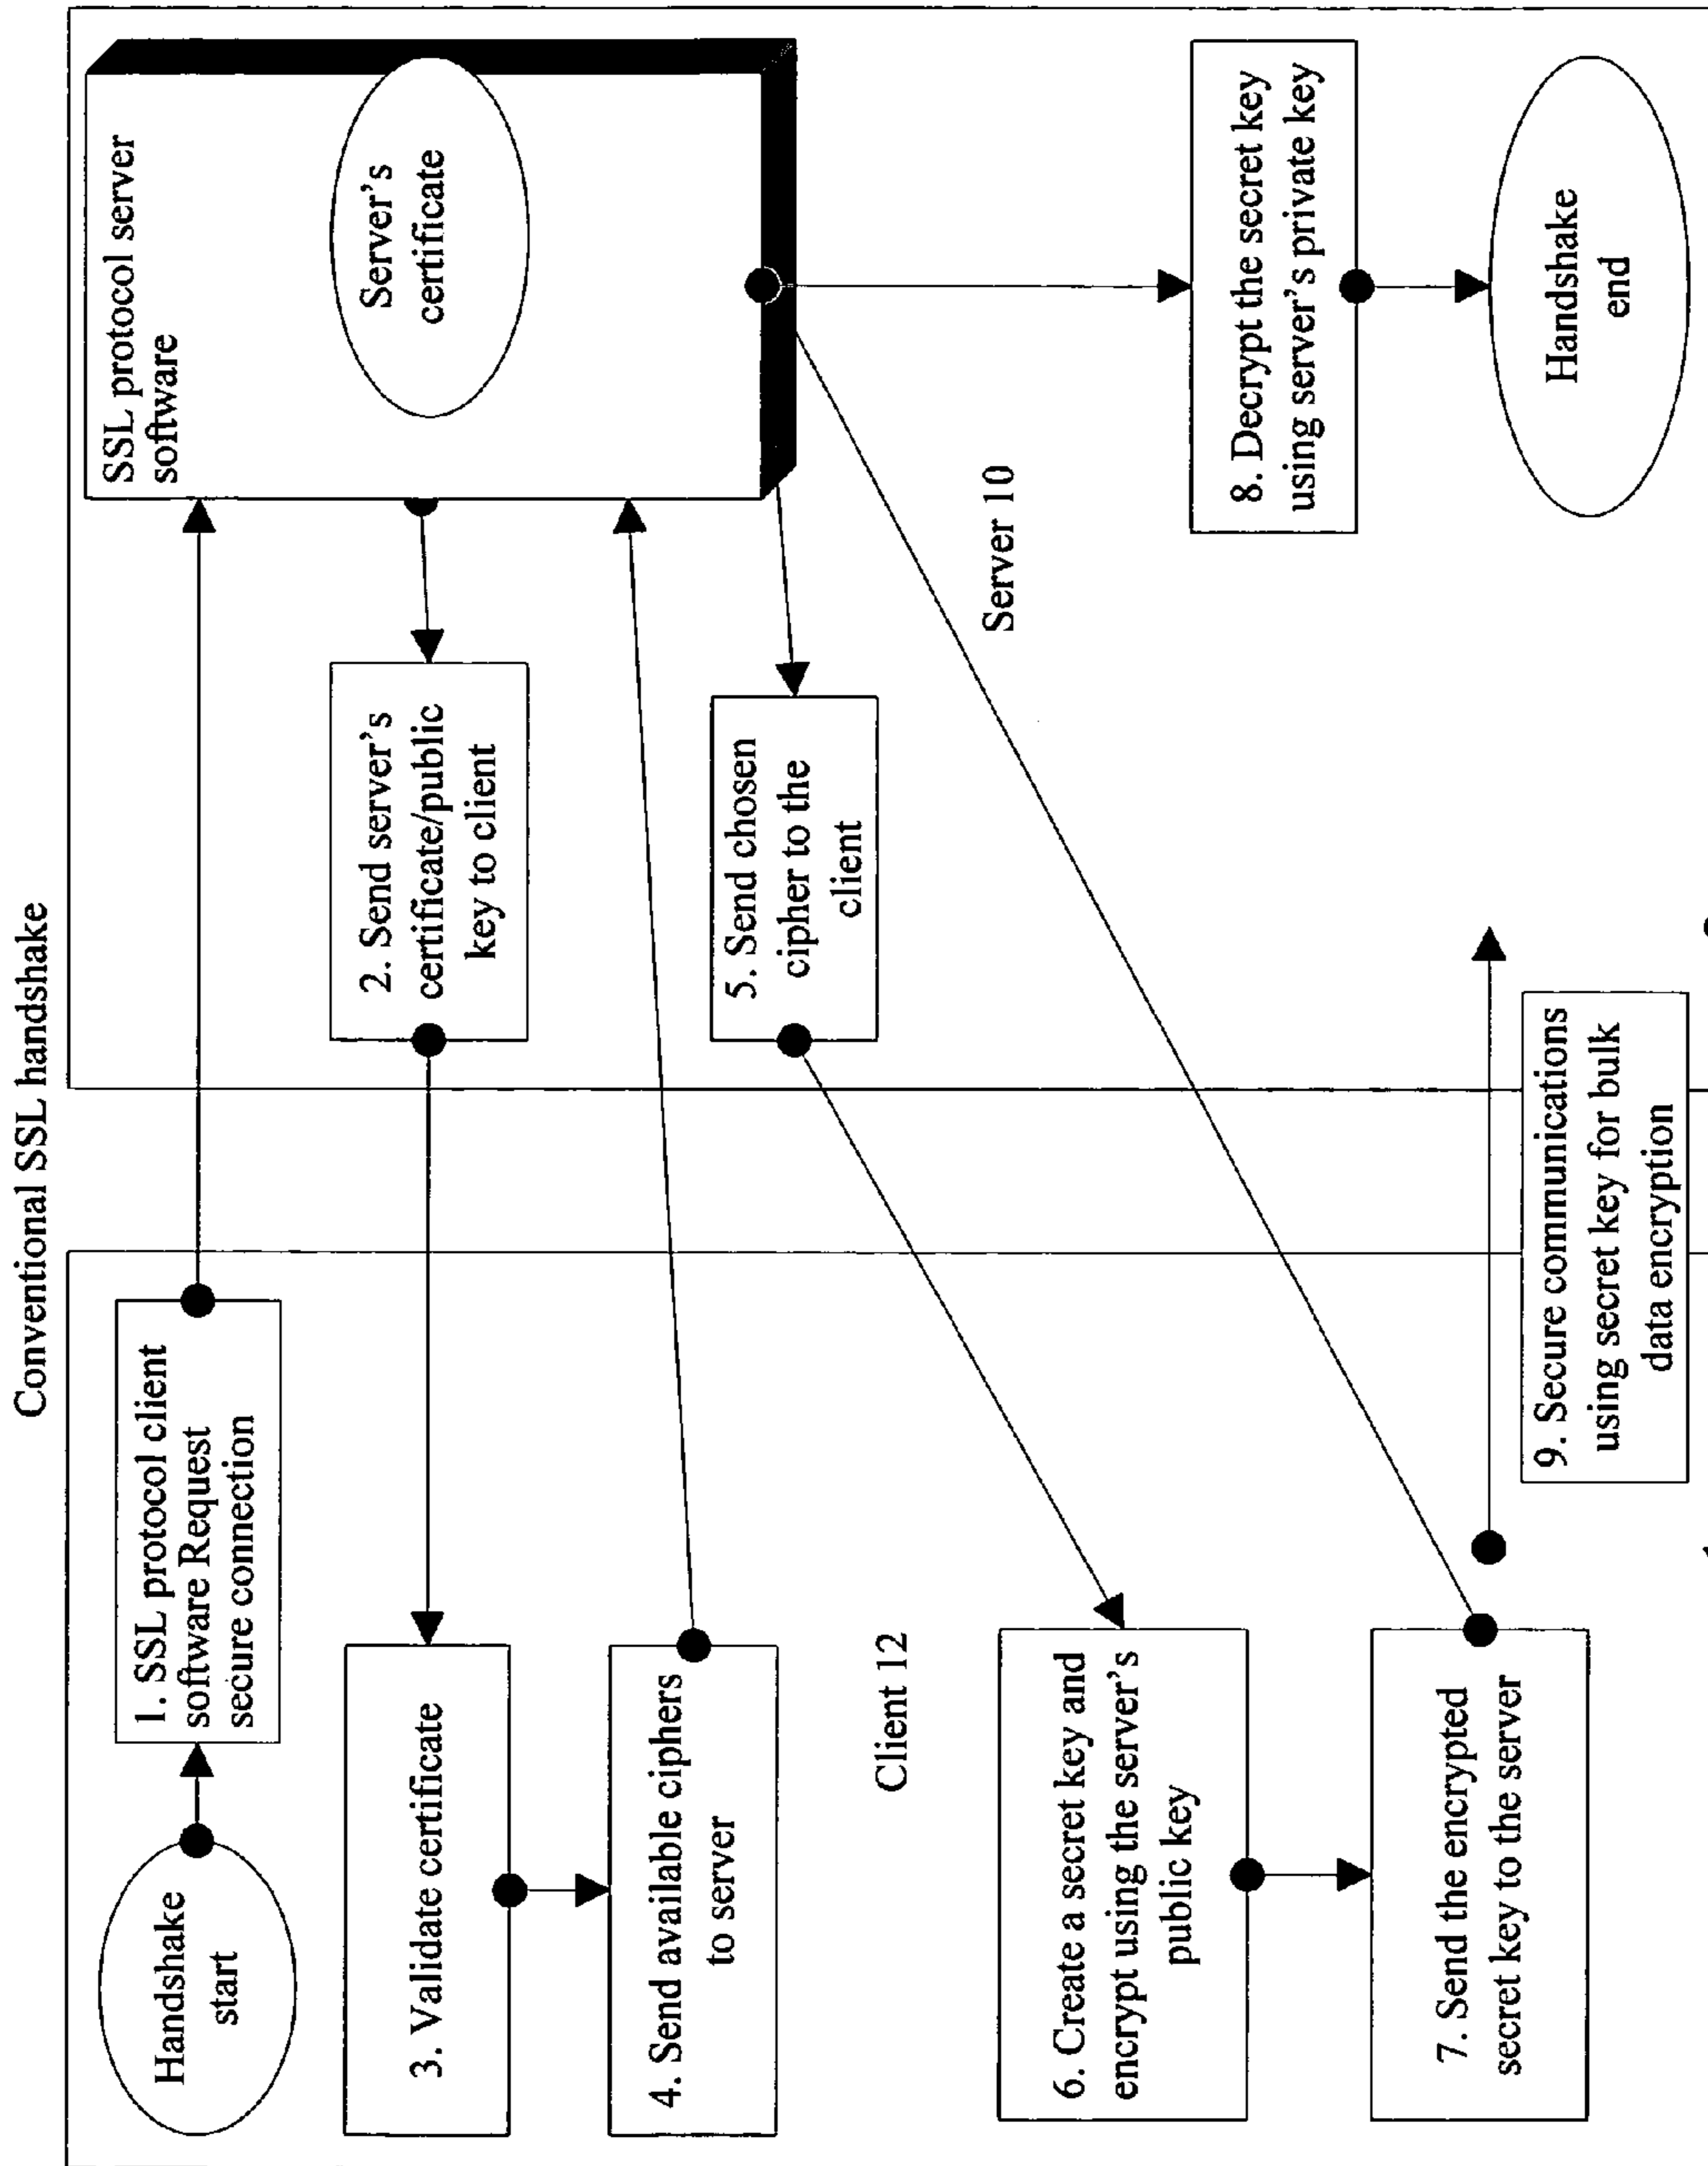 Conventional SSL handshake
Handshake
start
1. SSL protocol client
software Request
secure connection
SSL protocol server
software
Server's
certificate
2. Send server's
certificate/public
key to client
3. Validate certificate
4. Send available ciphers
to server
5. Send chosen
cipher to the
client
Client 12
Server 10
6. Create a secret key and
encrypt using the server's
public key
7. Send the encrypted
secret key to the server
8. Decrypt the secret key
using server's private key
Handshake
end
9. Secure communications
using secret key for bulk
data encryption